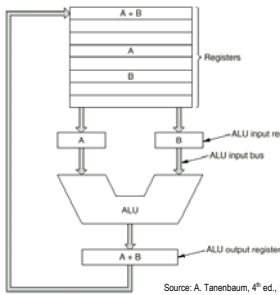 A + B
Registers
A
B
A
B
ALU input re
ALU input bus
ALU
A + B
ALU output register
Source: A. Tanenbaum, 4th ed.,